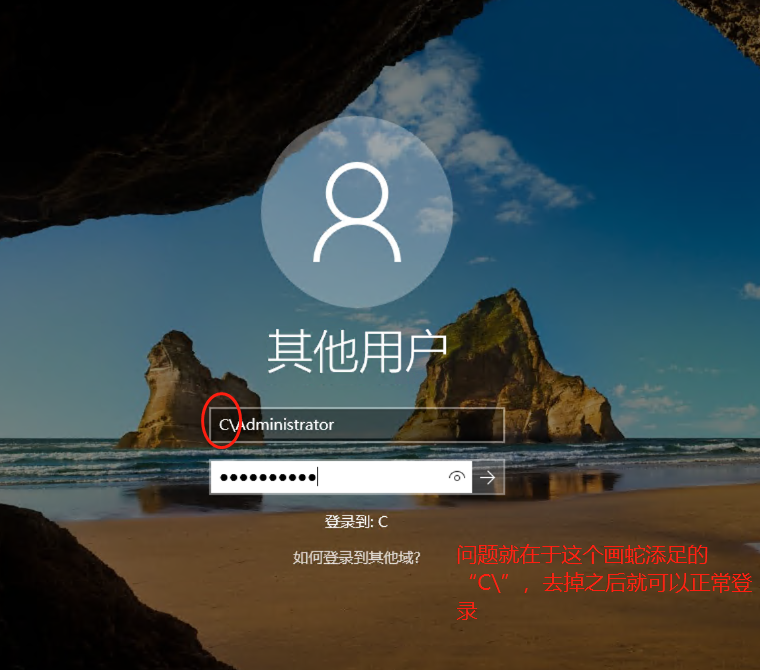 其他用户
C\Administrator
登录到: C
如何登录到其他域?
问题就在于这个画蛇添足的
“C\”，去掉之后就可以正常登
录